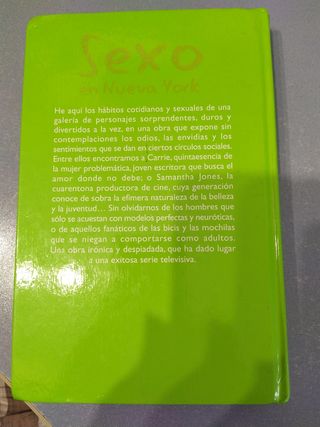 Sexo
en Nueva York
He aquí los hábitos cotidianos y sexuales de una
galería de personajes sorprendentes, duros y
divertidos a la vez, en una obra que expone sin
contemplaciones los odios, las envidias y los
sentimientos que se dan en ciertos círculos sociales.
Entre ellos encontramos a Carrie, quintaesencia de
la mujer problemática, joven escritora que busca el
amor donde no debe; o Samantha Jones, la
cuarentona productora de cine, cuya generación
conoce de sobra la efímera naturaleza de la belleza
y la juventud... Sin olvidarnos de los hombres que
sólo se acuestan con modelos perfectas y neuróticas,
o de aquellos fanáticos de las bicis y las mochilas
que se niegan a comportarse como adultos.
Una obra irónica y despiadada, que ha dado lugar
a una exitosa serie televisiva.